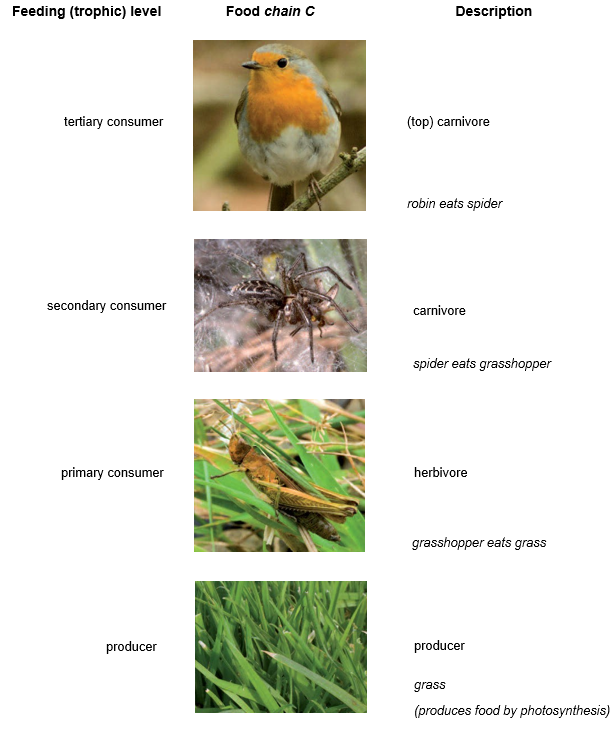 Feeding (trophic) level
Food chain C
Description
tertiary consumer
(top) carnivore
robin eats spider
secondary consumer
carnivore
spider eats grasshopper
primary consumer
herbivore
grasshopper eats grass
producer
producer
grass
(produces food by photosynthesis)